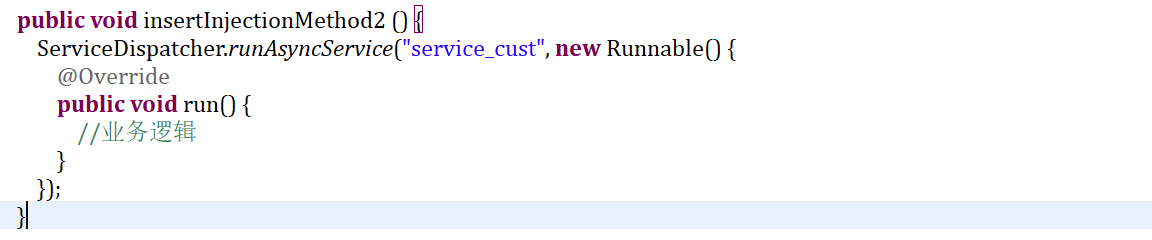 public void insertInjectionMethod2 () {
ServiceDispatcher.runAsyncService("service_cust", new Runnable() {
@Override
public void run() {
//业务逻辑
}
});
}